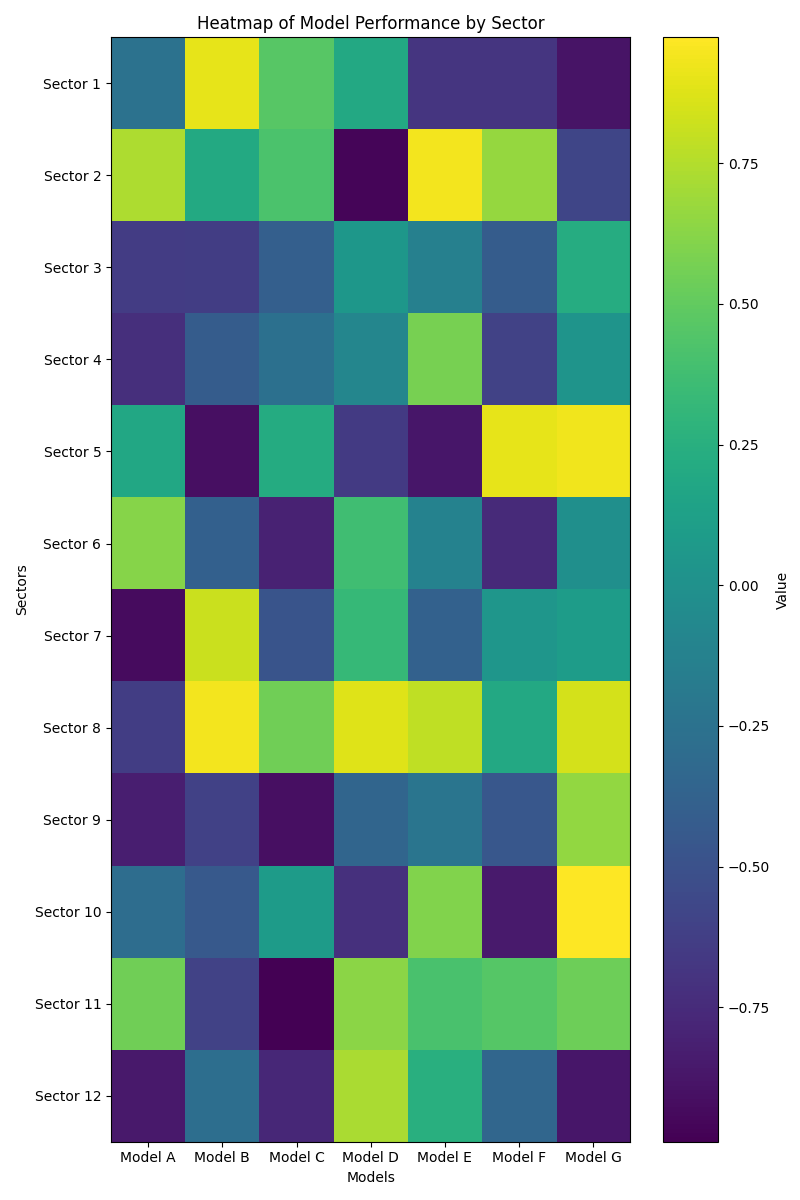 Heatmap of Model Performance by Sector
Sector 1
Sector 2
Sector 3
Sector 4
Sector 5
Sector 6
Sector 7
Sector 8
Sector 9
Sector 10
Sector 11
Sector 12
Sectors
Model A Model B Model C Model D Model E Model F Model G
Models
0.75
0.50
0.25
0.00
−0.25
−0.50
−0.75
Value